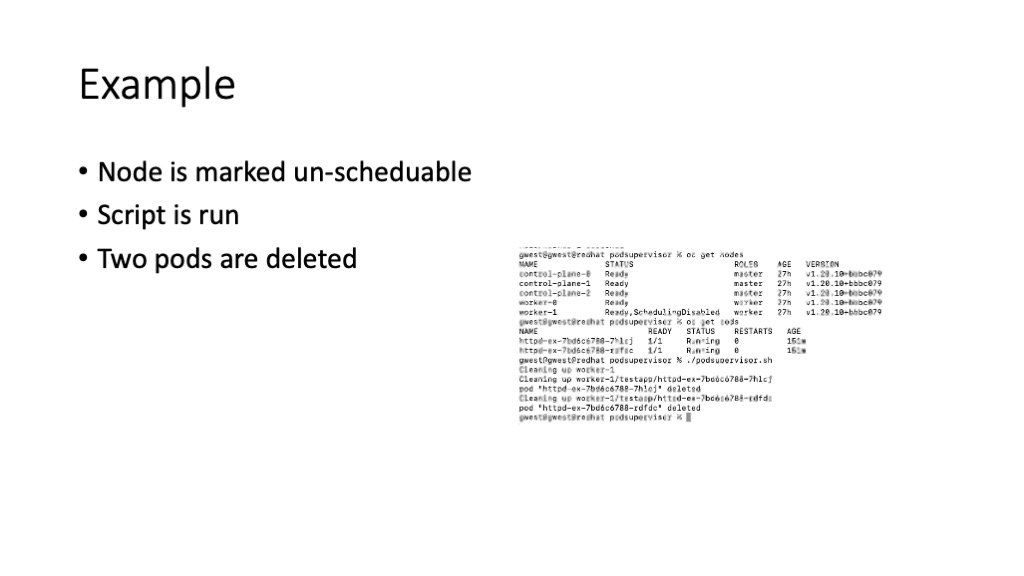 Example
• Node is marked un-scheduable
• Script is run
• Two pods are deleted
gwest@gwest@redhat podsupervisor % oc get nodes
NAME STATUS ROLES AGE VERSION
control-plane-0 Ready master 27h v1.20.10+bbbc079
control-plane-1 Ready master 27h v1.20.10+bbbc079
control-plane-2 Ready master 27h v1.20.10+bbbc079
worker-0 Ready worker 27h v1.20.10+bbbc079
worker-1 Ready,SchedulingDisabled worker 27h v1.20.10+bbbc079
gwest@gwest@redhat podsupervisor % oc get pods
NAME READY STATUS RESTARTS AGE
httpd-ex-7bd6c6788-7hlcj 1/1 Running 0 151m
httpd-ex-7bd6c6788-rdfdc 1/1 Running 0 151m
gwest@gwest@redhat podsupervisor % ./podsupervisor.sh
Cleaning up worker-1
Cleaning up worker-1/testapp/httpd-ex-7bd6c6788-7hlcj
pod "httpd-ex-7bd6c6788-7hlcj" deleted
Cleaning up worker-1/testapp/httpd-ex-7bd6c6788-rdfdc
pod "httpd-ex-7bd6c6788-rdfdc" deleted
gwest@gwest@redhat podsupervisor %